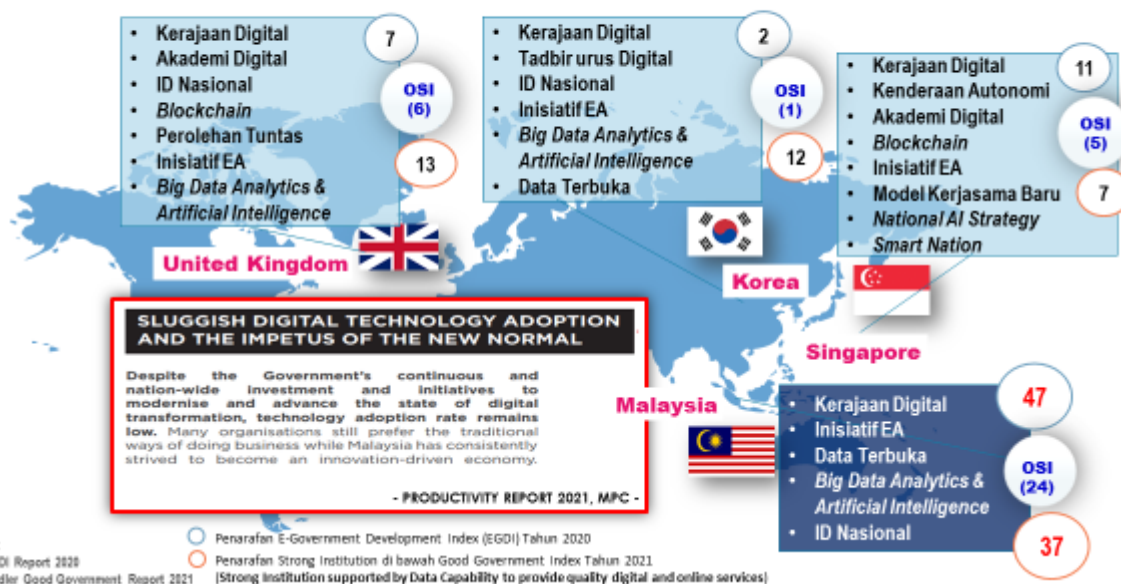 • Kerajaan Digital
• Akademi Digital
• ID Nasional
• Blockchain
• Perolehan Tuntas
• Inisiatif EA
• Big Data Analytics &
Artificial Intelligence
7
OSI
(6)
13
United Kingdom
• Kerajaan Digital
• Tadbir urus Digital
• ID Nasional
• Inisiatif EA
• Big Data Analytics &
Artificial Intelligence
• Data Terbuka
2
OSI
(1)
12
Korea
• Kerajaan Digital
• Kenderaan Autonomi
• Akademi Digital
• Blockchain
• Inisiatif EA
• Model Kerjasama Baru
• National AI Strategy
• Smart Nation
11
OSI
(5)
7
Singapore
SLUGGISH DIGITAL TECHNOLOGY ADOPTION
AND THE IMPETUS OF THE NEW NORMAL
Despite the Government's continuous and
nation-wide investment and initiatives to
modernise and advance the state of digital
transformation, technology adoption rate remains
low. Many organisations still prefer the traditional
ways of doing business while Malaysia has consistently
strived to become an innovation-driven economy.
- PRODUCTIVITY REPORT 2021, MPC -
Malaysia
• Kerajaan Digital
• Inisiatif EA
• Data Terbuka
• Big Data Analytics &
Artificial Intelligence
• ID Nasional
47
OSI
(24)
37
Penarafan E-Government Development Index (EGDI) Tahun 2020
DI Report 2020
Penarafan Strong Institution di bawah Good Government Index Tahun 2021
dler Good Government Report 2021
(Strong Institution supported by Data Capability to provide quality digital and online services)